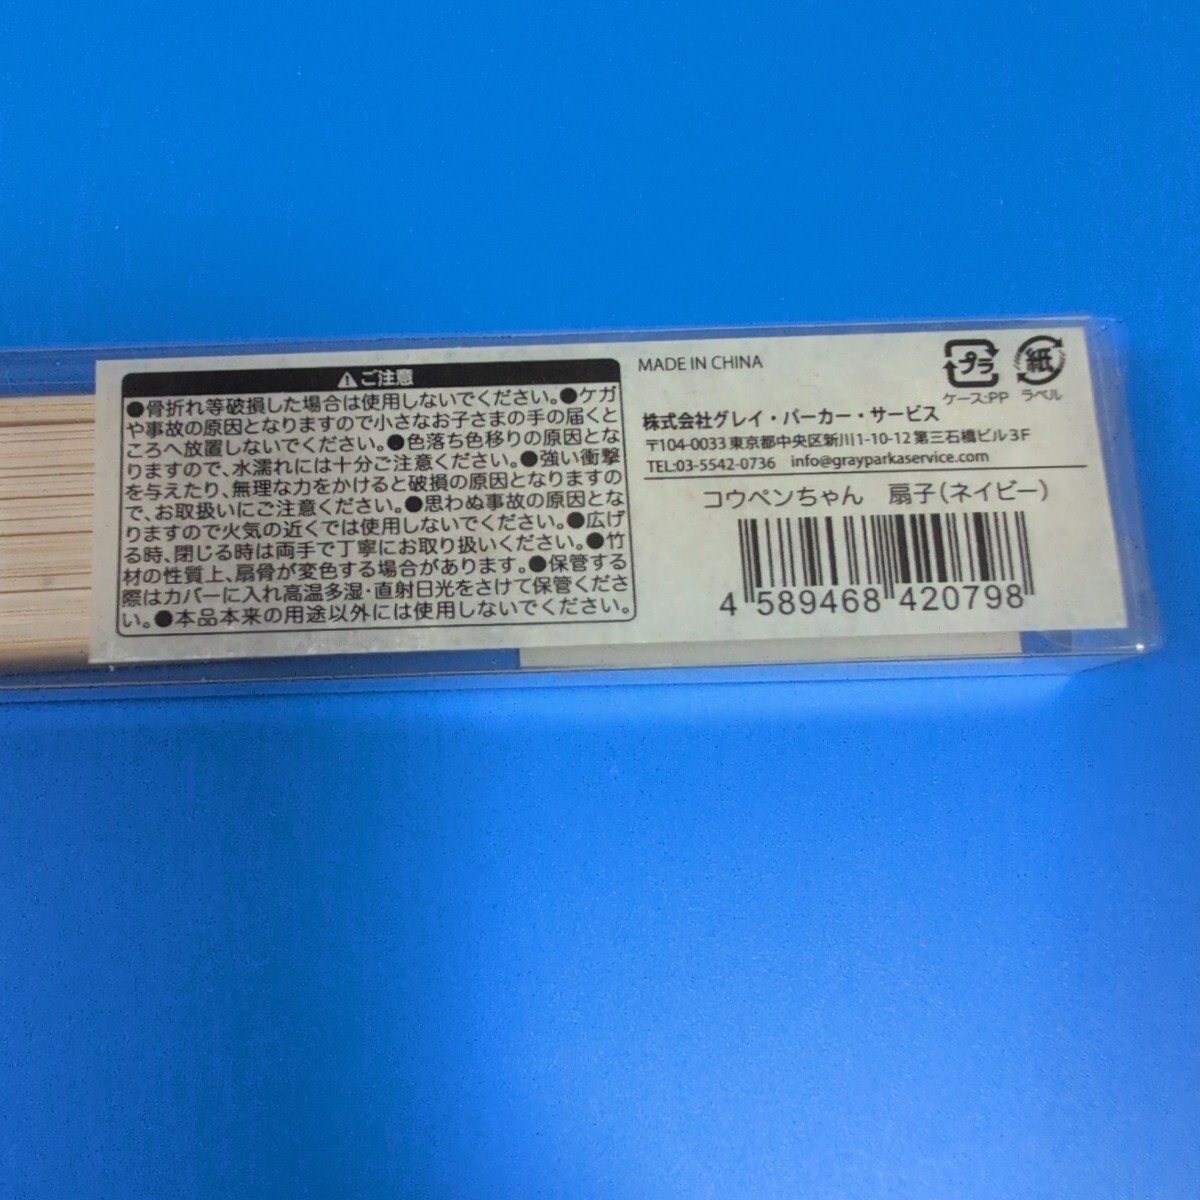 ⚠ご注意
●骨折れ等破損した場合は使用しないでください。●ケガ
や事故の原因となりますので小さなお子さまの手の届くと
ころへ放置しないでください。●色落ち色移りの原因とな
りますので、水濡れには十分ご注意ください。●強い衝撃
を与えたり、無理な力をかけると破損の原因となりますの
で、お取扱いにご注意ください。●思わぬ事故の原因とな
りますので火気の近くでは使用しないでください。●広げ
る時、閉じる時は両手で丁寧にお取り扱いください。●竹
材の性質上、扇骨が変色する場合があります。●保管する
際はカバーに入れ高温多湿・直射日光をさけて保管くださ
い。●本品本来の用途以外には使用しないでください。
MADE IN CHINA
プラ
ケース:PP
紙
ラベル
株式会社グレイ・パーカー・サービス
〒104-0033 東京都中央区新川1-10-12 第三石橋ビル3F
TEL:03-5542-0736 info@grayparkaservice.com
コウペンちゃん 扇子(ネイビー)
4 589468 420798